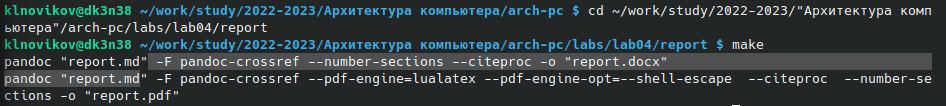 klnovikov@dk3n38 ~/work/study/2022-2023/Архитектура компьютера/arch-pc $ cd ~/work/study/2022-2023/"Архитектура комп
ьютера"/arch-pc/labs/lab04/report
klnovikov@dk3n38 ~/work/study/2022-2023/Архитектура компьютера/arch-pc/labs/lab04/report $ make
pandoc "report.md" -F pandoc-crossref --number-sections --citeproc -o "report.docx"
pandoc "report.md" -F pandoc-crossref --pdf-engine=lualatex --pdf-engine-opt=--shell-escape  --citeproc  --number-se
ctions -o "report.pdf"